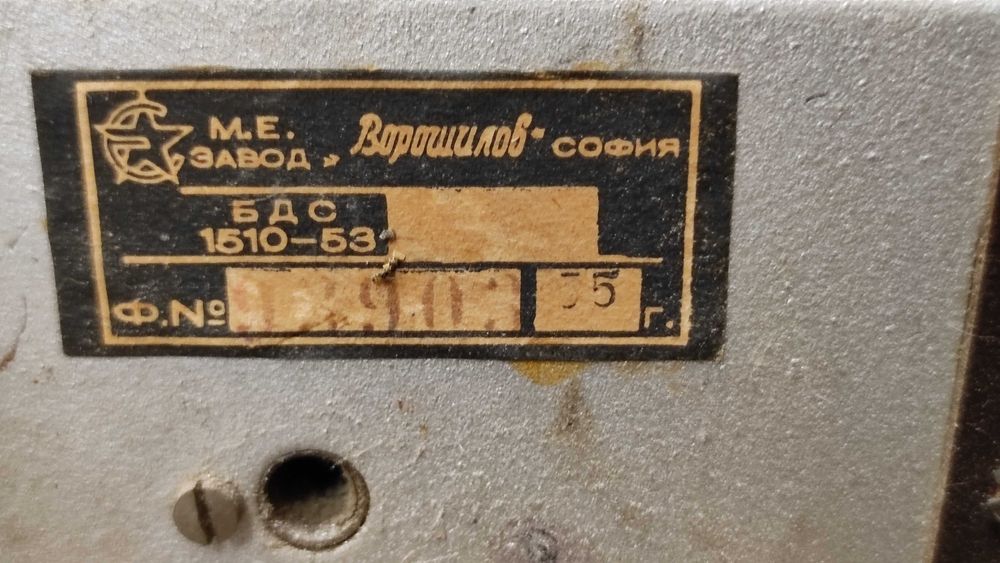 М.Е.
ЗАВОД „Ворошилов“ СОФИЯ
БДС
1510-53
Ф.№ г.